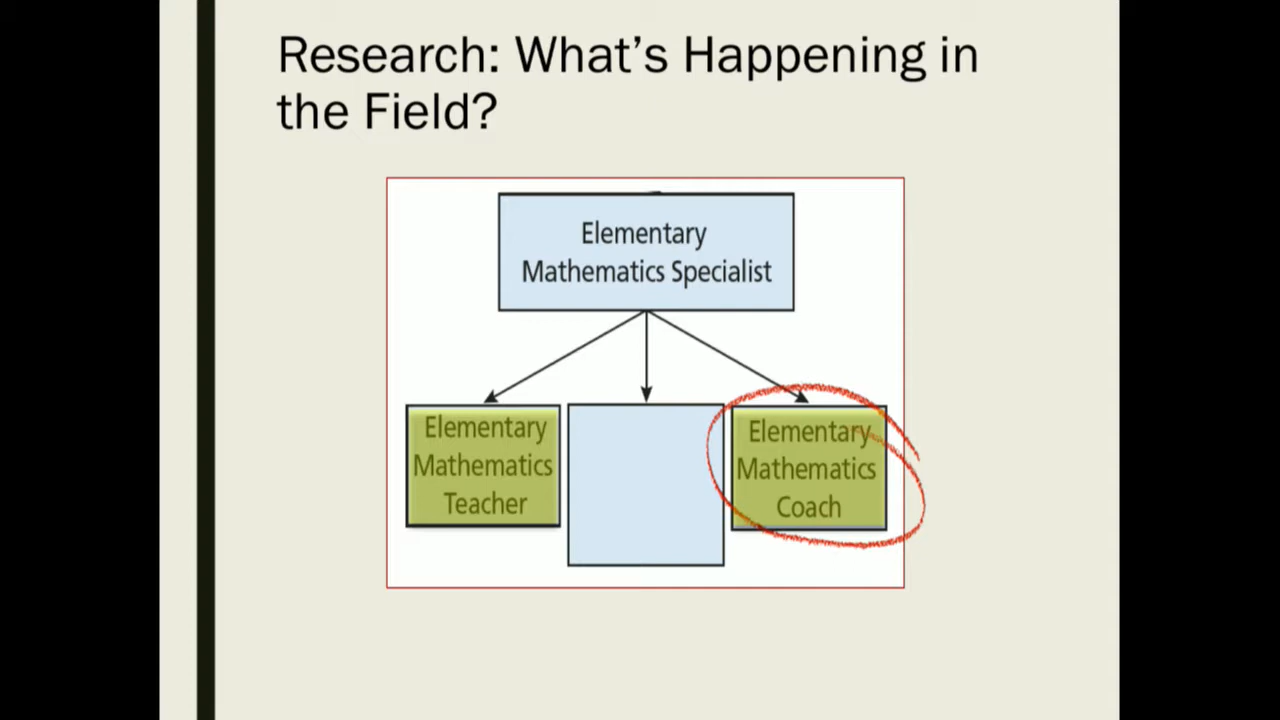 Research: What's Happening in
the Field?
Elementary
Mathematics Specialist
Elementary
Mathematics
Teacher
Elementary
Mathematics
Coach